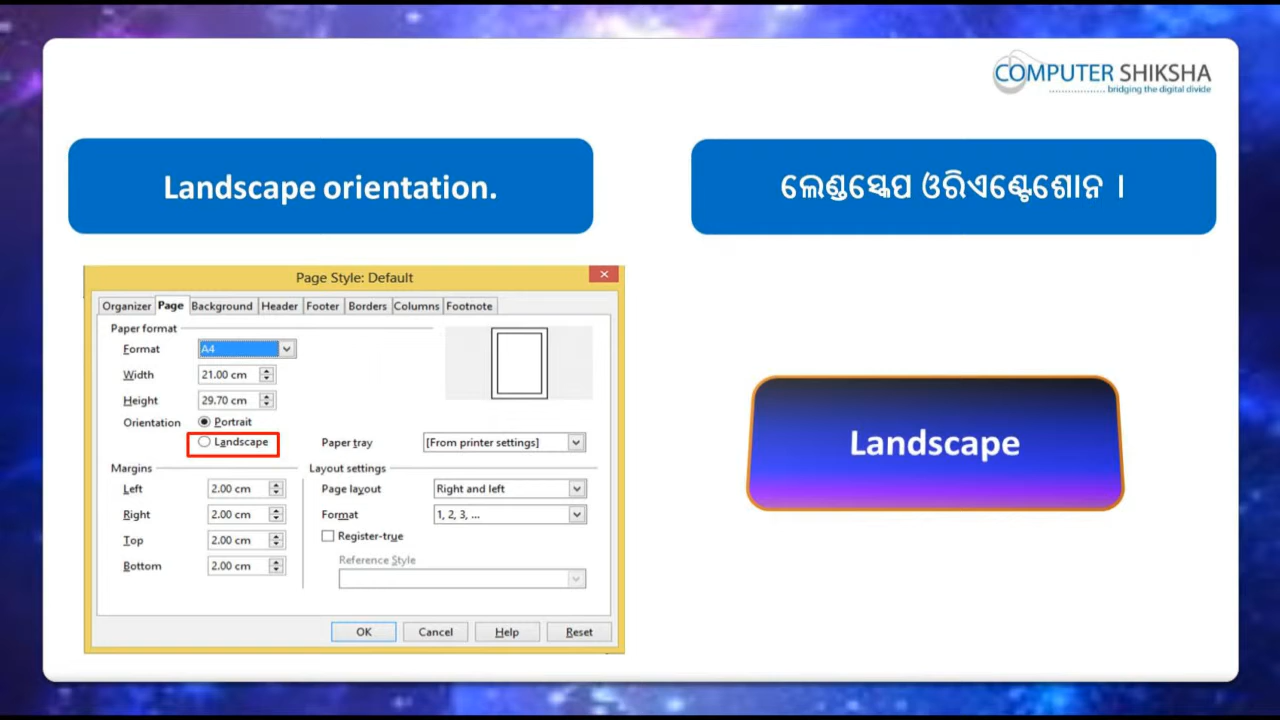 COMPUTER SHIKSHA
bridging the digital divide
Landscape orientation.
ଲେଣ୍ଡସ୍କେପ ଓରିଏଣ୍ଟେଶୋନ ।
Page Style: Default
Organizer Page Background Header Footer Borders Columns Footnote
Paper format
Format A4
Width 21.00 cm
Height 29.70 cm
Orientation Portrait
Landscape Paper tray [From printer settings]
Margins Layout settings
Left 2.00 cm Page layout Right and left
Right 2.00 cm Format 1, 2, 3, ...
Top 2.00 cm Register-true
Bottom 2.00 cm Reference Style
OK Cancel Help Reset
Landscape